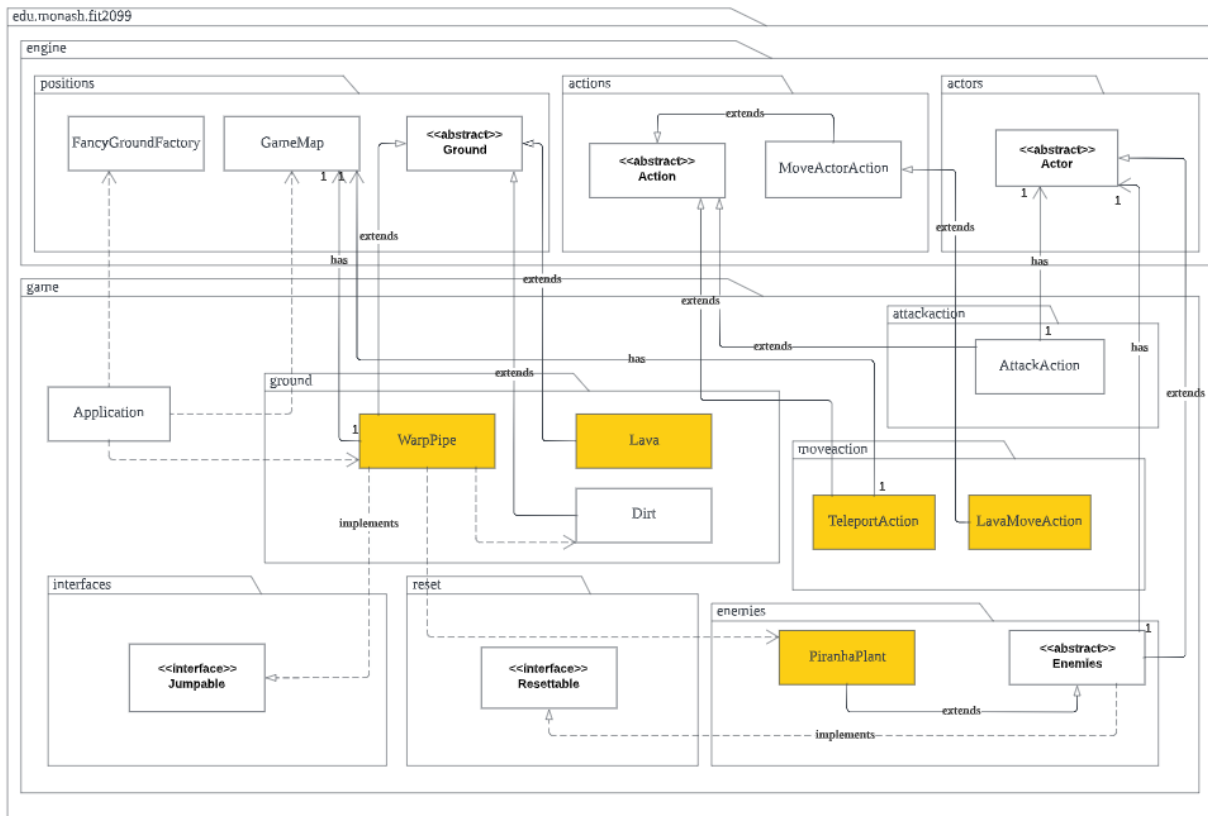 edu.monash.fit2099
engine
positions
actions
actors
FancyGroundFactory
GameMap
<<abstract>>
Ground
extends
<<abstract>>
Action
MoveActorAction
<<abstract>>
Actor
1
1
1
1
extends
has
extends
has
extends
game
extends
attackaction
1
extends
has
has
AttackAction
ground
extends
extends
Application
1
WarpPipe
Lava
moveaction
1
Dirt
TeleportAction
LavaMoveAction
implements
interfaces
reset
enemies
<<interface>>
Jumpable
<<interface>>
Resettable
PiranhaPlant
1
<<abstract>>
Enemies
extends
implements